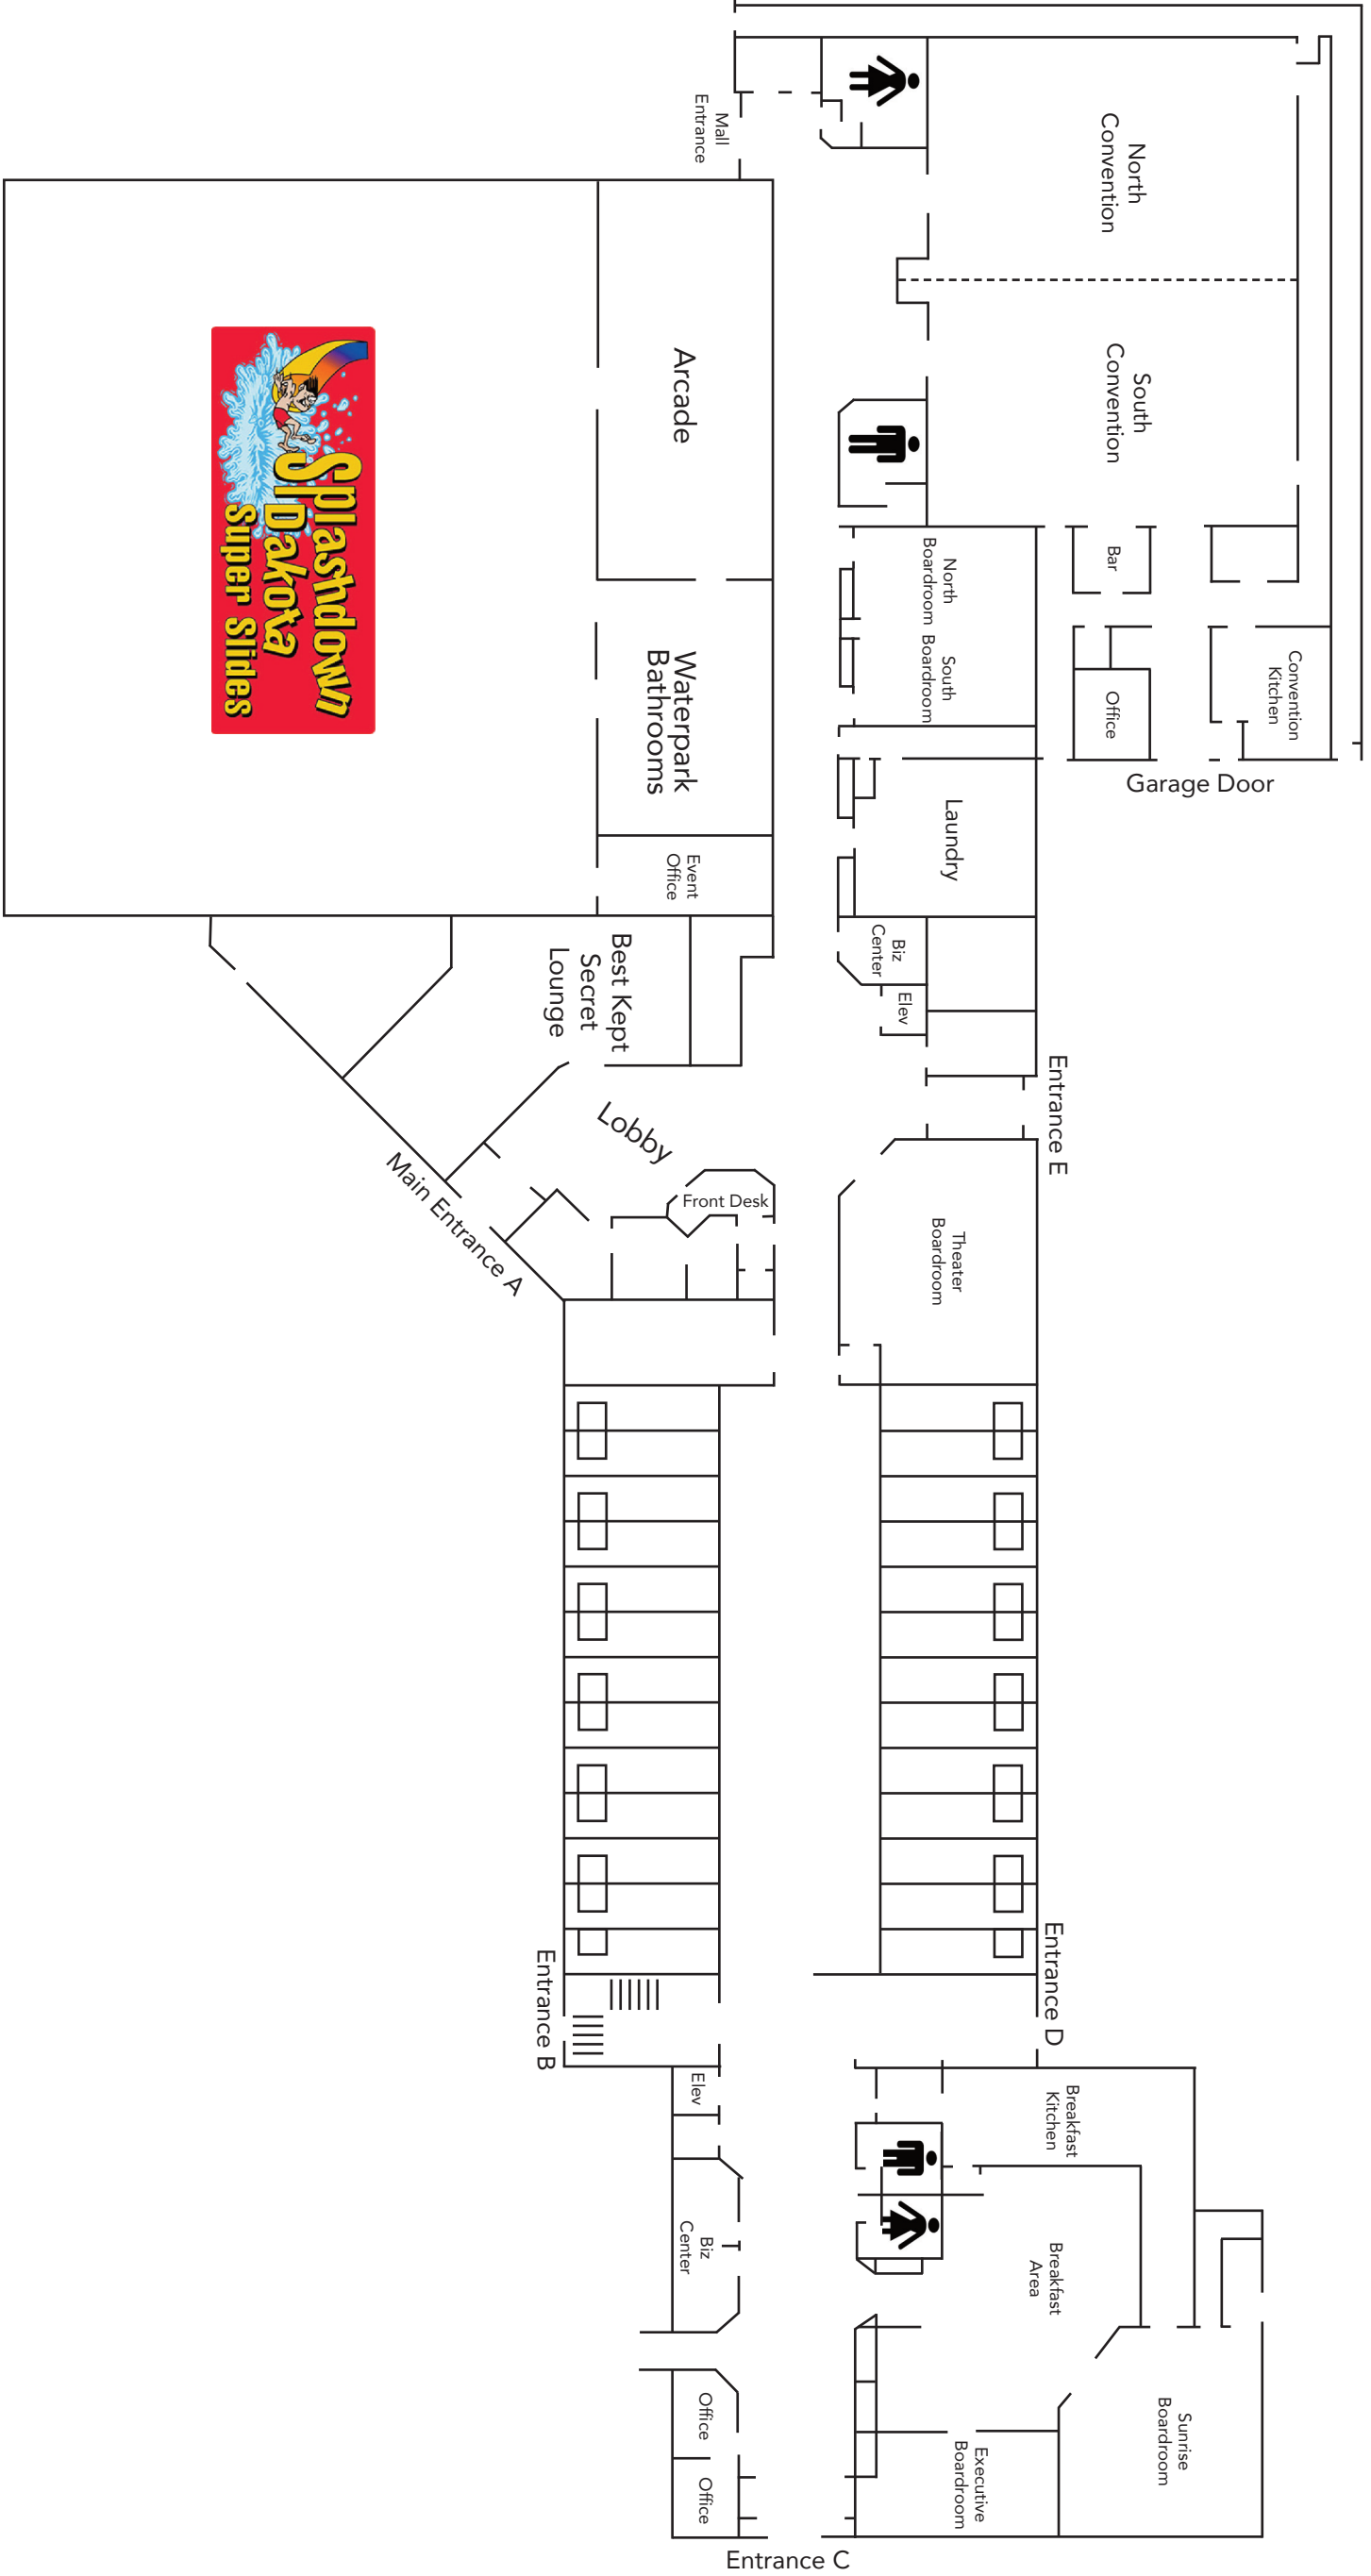 Mall
Entrance
North
Convention
South
Convention
Arcade
Splashdown
Dakota
Super Slides
North
Boardroom
South
Boardroom
Bar
Office
Convention
Kitchen
Garage Door
Waterpark
Bathrooms
Laundry
Event
Office
Biz
Center
Elev
Best Kept
Secret
Lounge
Lobby
Entrance E
Front Desk
Main Entrance A
Theater
Boardroom
Entrance B
Entrance D
Elev
Breakfast
Kitchen
Biz
Center
Breakfast
Area
Office
Office
Sunrise
Boardroom
Executive
Boardroom
Entrance C